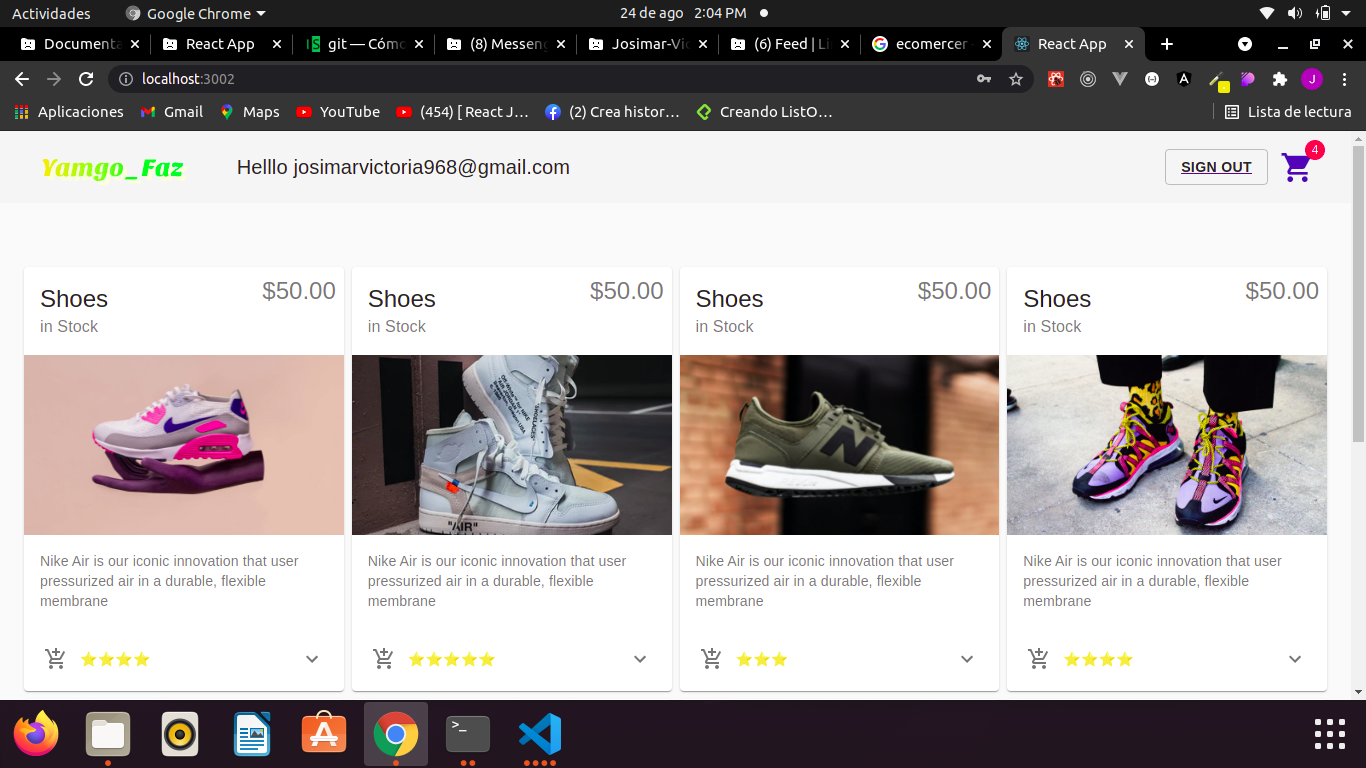 Actividades Google Chrome 24 de ago 2:04 PM
Documenta React App git — Cómo (8) Messeng Josimar-Vic (6) Feed | Li ecomercer React App
localhost:3002
Aplicaciones Gmail Maps YouTube (454) [ React J… (2) Crea histor… Creando ListO… Lista de lectura
Yamgo_Faz Helllo josimarvictoria968@gmail.com SIGN OUT 4
Shoes $50.00 Shoes $50.00 Shoes $50.00 Shoes $50.00
in Stock in Stock in Stock in Stock
SHOELACES"
"AIR"
Nike Air is our iconic innovation that user Nike Air is our iconic innovation that user Nike Air is our iconic innovation that user Nike Air is our iconic innovation that user
pressurized air in a durable, flexible pressurized air in a durable, flexible pressurized air in a durable, flexible pressurized air in a durable, flexible
membrane membrane membrane membrane